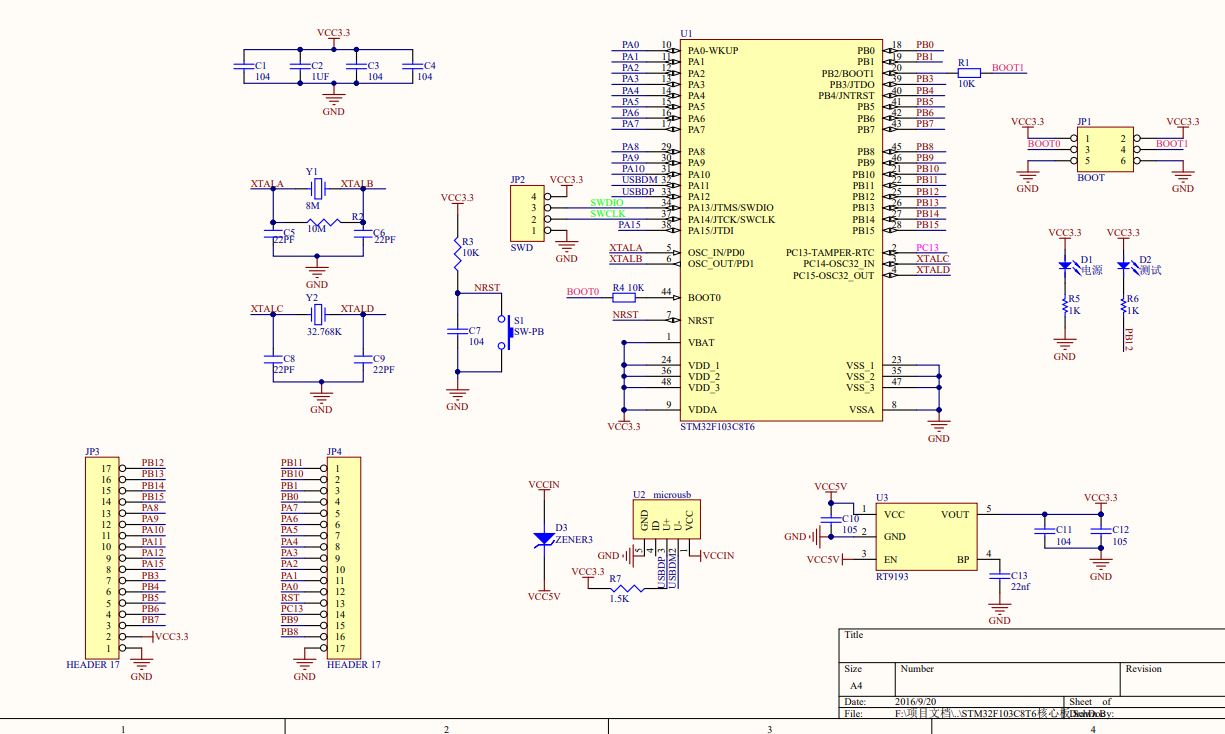 VCC3.3
C1
104
C2
1UF
C3
104
C4
104
GND
Y1
XTALA
XTALB
8M
R2
10M
C5
22PF
C6
22PF
GND
Y2
XTALC
XTALD
32.768K
C8
22PF
C9
22PF
GND
VCC3.3
R3
10K
NRST
C7
104
S1
SW-PB
GND
JP2
4
3
2
1
SWD
VCC3.3
SWDIO
SWCLK
GND
U1
PA0 10 PA0-WKUP
PA1 11 PA1
PA2 12 PA2
PA3 13 PA3
PA4 14 PA4
PA5 15 PA5
PA6 16 PA6
PA7 17 PA7
PA8 29 PA8
PA9 30 PA9
PA10 31 PA10
USBDM 32 PA11
USBDP 33 PA12
34 PA13/JTMS/SWDIO
37 PA14/JTCK/SWCLK
PA15 38 PA15/JTDI
XTALA 5 OSC_IN/PD0
XTALB 6 OSC_OUT/PD1
BOOT0 R4 10K 44 BOOT0
NRST 7 NRST
1 VBAT
24 VDD_1
36 VDD_2
48 VDD_3
9 VDDA
VCC3.3
STM32F103C8T6
PB0 18 PB0
PB1 19 PB1
PB2/BOOT1 20
R1
10K
BOOT1
PB3/JTDO 39 PB3
PB4/JNTRST 40 PB4
PB5 41 PB5
PB6 42 PB6
PB7 43 PB7
PB8 45 PB8
PB9 46 PB9
PB10 21 PB10
PB11 22 PB11
PB12 25 PB12
PB13 26 PB13
PB14 27 PB14
PB15 28 PB15
PC13-TAMPER-RTC 2 PC13
PC14-OSC32_IN 3 XTALC
PC15-OSC32_OUT 4 XTALD
VSS_1 23
VSS_2 35
VSS_3 47
VSSA 8
GND
JP1
VCC3.3 1 2 VCC3.3
BOOT0 3 4 BOOT1
5 6
GND
BOOT
GND
VCC3.3
D1
电源
R5
1K
GND
VCC3.3
D2
测试
R6
1K
PB12
JP3
17 PB12
16 PB13
15 PB14
14 PB15
13 PA8
12 PA9
11 PA10
10 PA11
9 PA12
8 PA15
7 PB3
6 PB4
5 PB5
4 PB6
3 PB7
2 VCC3.3
1
HEADER 17
GND
JP4
PB11 1
PB10 2
PB1 3
PB0 4
PA7 5
PA6 6
PA5 7
PA4 8
PA3 9
PA2 10
PA1 11
PA0 12
RST 13
PC13 14
PB9 15
PB8 16
17
GND
HEADER 17
VCCIN
D3
ZENER3
VCC5V
U2 microusb
GND
ID
U+
U-
VCC
5
4
3
2
1
GND
VCCIN
USBDP
USBDM
VCC3.3
R7
1.5K
VCC5V
C10
105
GND
VCC5V
U3
1 VCC
2 GND
3 EN
VOUT 5
BP 4
RT9193
C11
104
VCC3.3
C12
105
GND
C13
22nf
GND
Title
Size
A4
Number
Revision
Date: 2016/9/20 Sheet of
File: F:\项目文档\..\STM32F103C8T6核心板.SchDoc By:
1 2 3 4